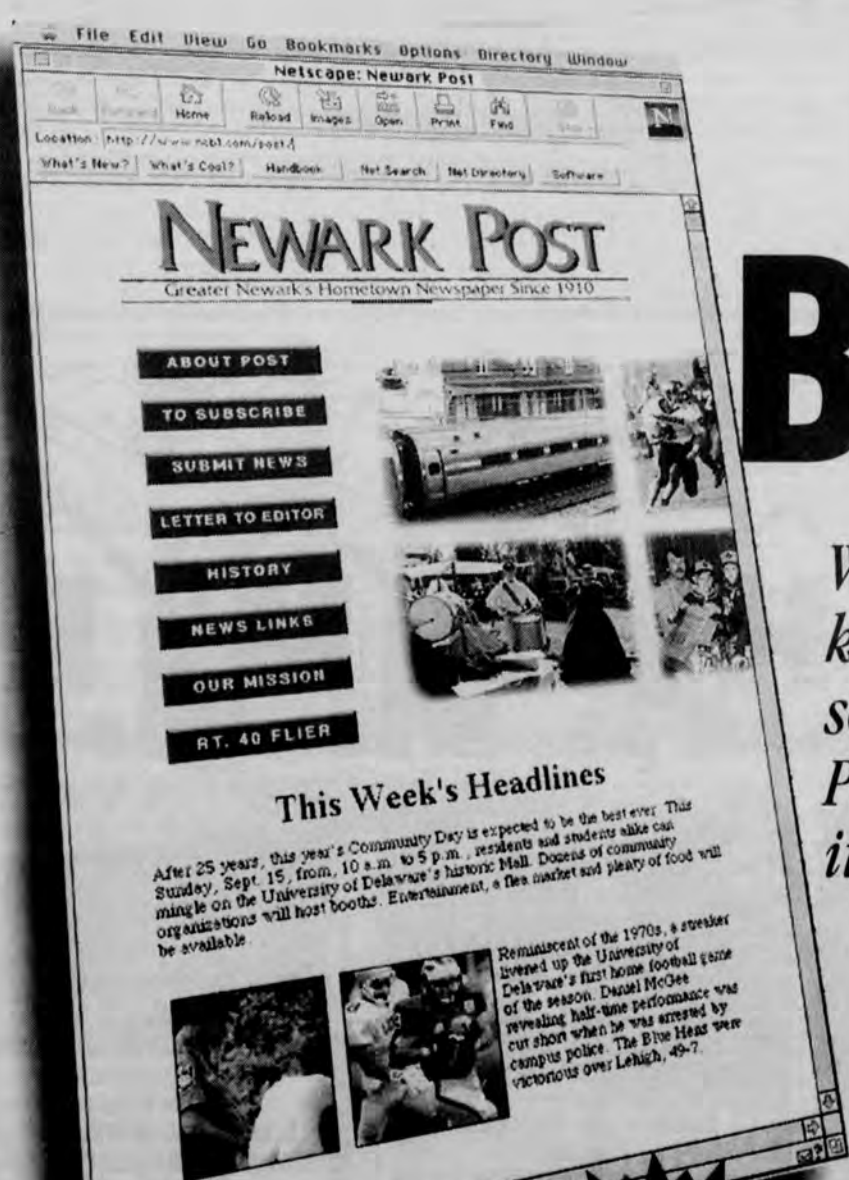 File Edit View Go Bookmarks Options Directory Window
Netscape: Newark Post
Back Forward Home Reload Images Open Print Find Stop
N
Location: http://www.ncbl.com/post/
What's New? What's Cool? Handbook Net Search Net Directory Software
NEWARK POST
Greater Newark's Hometown Newspaper Since 1910
ABOUT POST
TO SUBSCRIBE
SUBMIT NEWS
LETTER TO EDITOR
HISTORY
NEWS LINKS
OUR MISSION
RT. 40 FLIER
This Week's Headlines
After 25 years, this year's Community Day is expected to be the best ever. This
Sunday, Sept. 15, from, 10 a.m. to 5 p.m., residents and students alike can
mingle on the University of Delaware's historic Mall. Dozens of community
organizations will host booths. Entertainment, a flea market and plenty of food will
be available.
Reminiscent of the 1970s, a streaker
livened up the University of
Delaware's first home football game
of the season. Daniel McGee
revealing half-time performance was
cut short when he was arrested by
campus police. The Blue Hens were
victorious over Lehigh, 49-7.
B